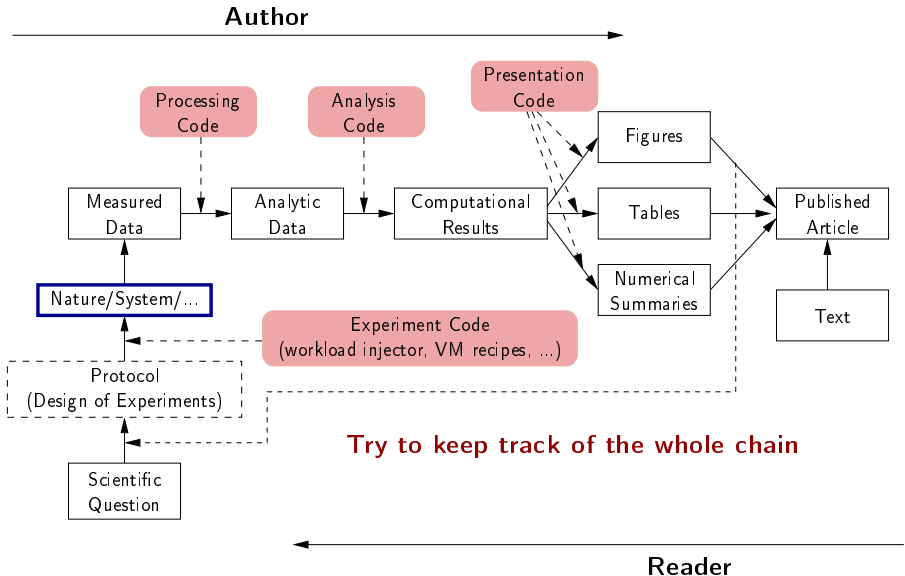 Author
Processing
Code
Analysis
Code
Presentation
Code
Figures
Measured
Data
Analytic
Data
Computational
Results
Tables
Published
Article
Nature/System/...
Numerical
Summaries
Text
Experiment Code
(workload injector, VM recipes, ...)
Protocol
(Design of Experiments)
Try to keep track of the whole chain
Scientific
Question
Reader